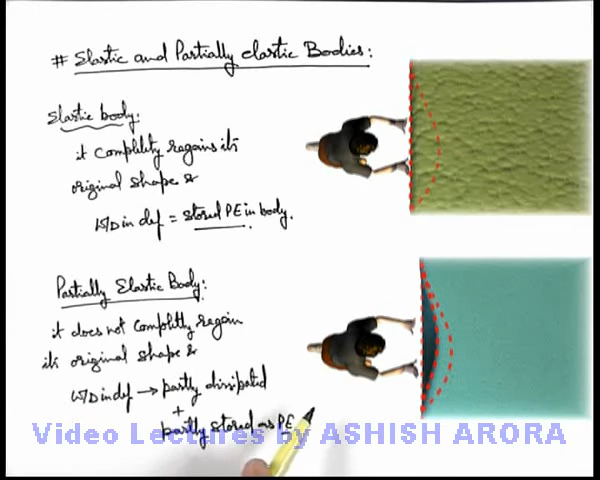 # Elastic and Partially elastic Bodies:
Elastic body:
it Completely regains its
original shape &
W/D in def = stored PE in body.
Partially Elastic Body:
it does not Completly regain
its original shape &
W/D in def → partly dissipated
+
partly stored as PE
Video Lectures by ASHISH ARORA